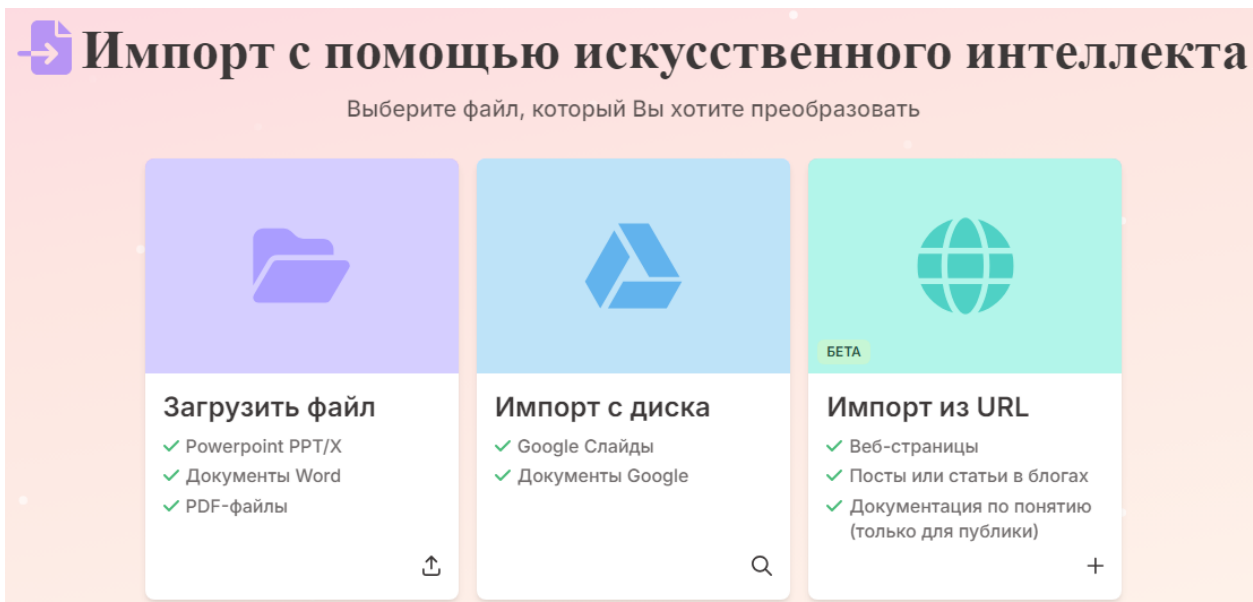 Импорт с помощью искусственного интеллекта
Выберите файл, который Вы хотите преобразовать
Загрузить файл
Powerpoint PPT/X
Документы Word
PDF-файлы
Импорт с диска
Google Слайды
Документы Google
БЕТА
Импорт из URL
Веб-страницы
Посты или статьи в блогах
Документация по понятию
(только для публики)